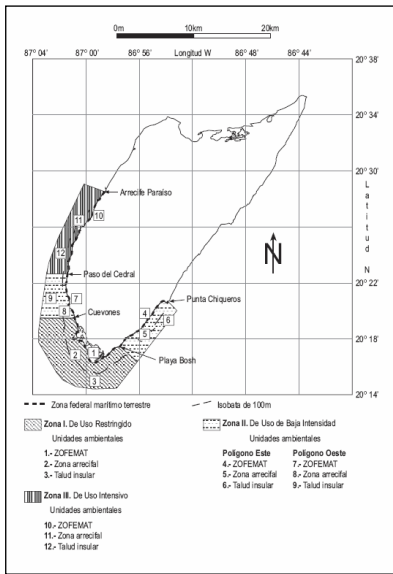 0m 10km 20km
87° 04' 87° 00' 86° 56' Longitud W 86° 48' 86° 44'
20° 38'
20° 34'
20° 30'
Latitud N
20° 22'
20° 18'
20° 14'
Arrecife Paraíso
11
10
12
Paso del Cedral
9
7
8
Cuevones
Punta Chiqueros
4
6
5
Playa Bosh
1
2
3
N
Zona federal marítimo terrestre
Isobata de 100m
Zona I. De Uso Restringido
Unidades ambientales
1.- ZOFEMAT
2.- Zona arrecifal
3.- Talud insular
Zona II. De Uso de Baja Intensidad
Unidades ambientales
Polígono Este Polígono Oeste
4.- ZOFEMAT 7.- ZOFEMAT
5.- Zona arrecifal 8.- Zona arrecifal
6.- Talud insular 9.- Talud insular
Zona III. De Uso Intensivo
Unidades ambientales
10.- ZOFEMAT
11.- Zona arrecifal
12.- Talud insular